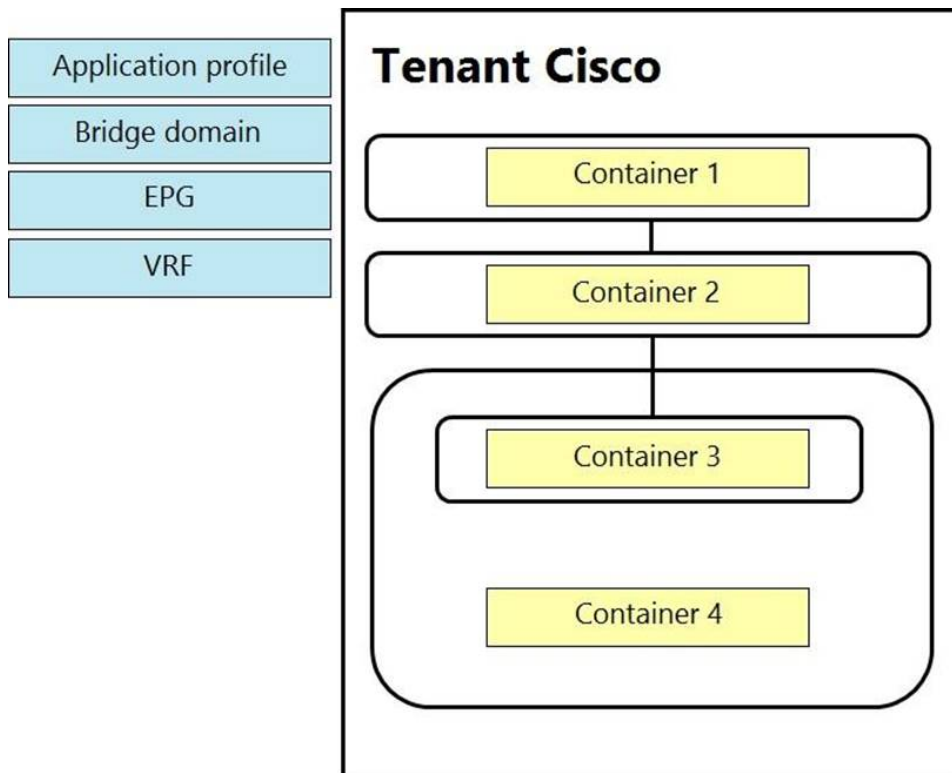 Application profile
Bridge domain
EPG
VRF
Tenant Cisco
Container 1
Container 2
Container 3
Container 4